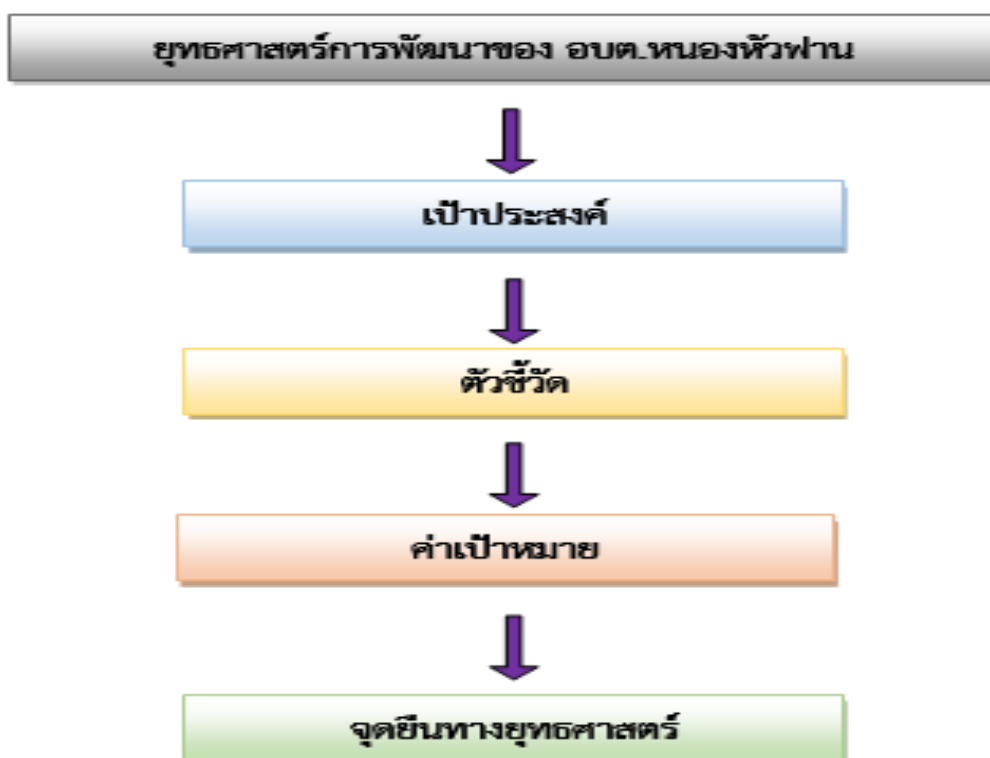 ยุทธศาสตร์การพัฒนาของ อบต.หนองหัวฟาน
เป้าประสงค์
ตัวชี้วัด
ค่าเป้าหมาย
จุดยืนทางยุทธศาสตร์